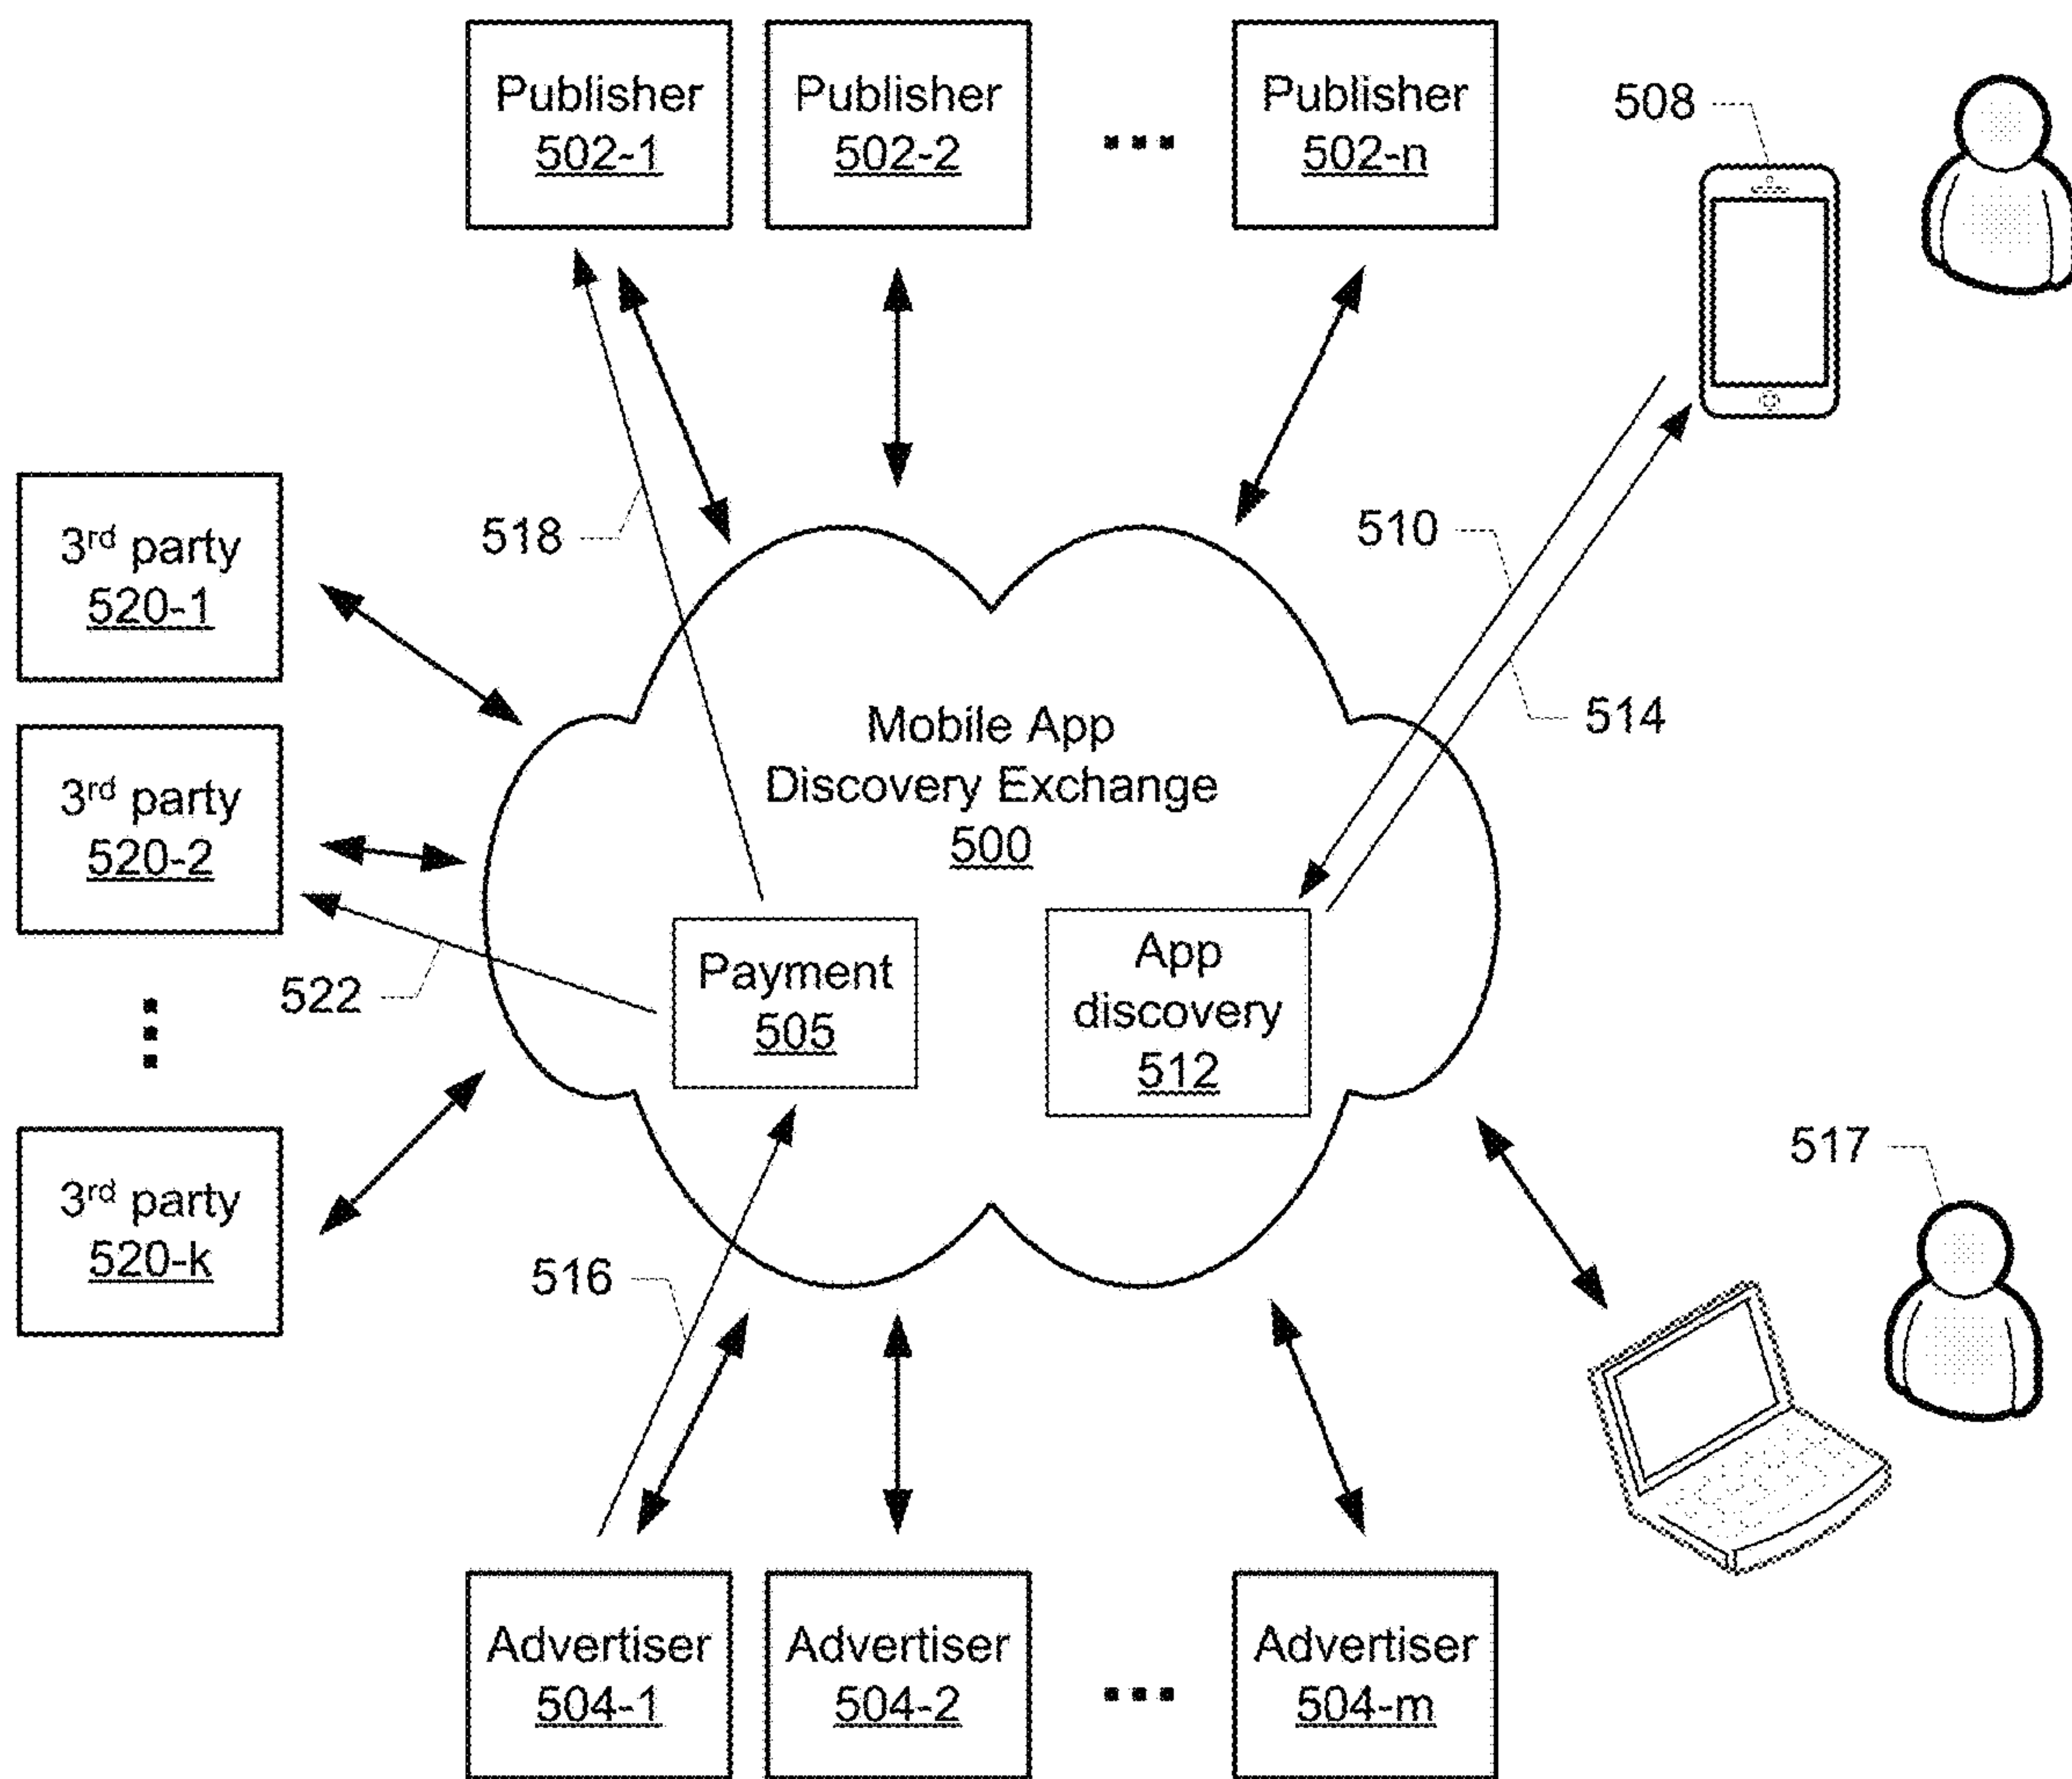 Publisher
502-1
Publisher
502-2
...
Publisher
502-n
508
518
510
3rd party
520-1
514
Mobile App
Discovery Exchange
500
3rd party
520-2
522
Payment
505
App
discovery
512
517
3rd party
520-k
516
Advertiser
504-1
Advertiser
504-2
...
Advertiser
504-m